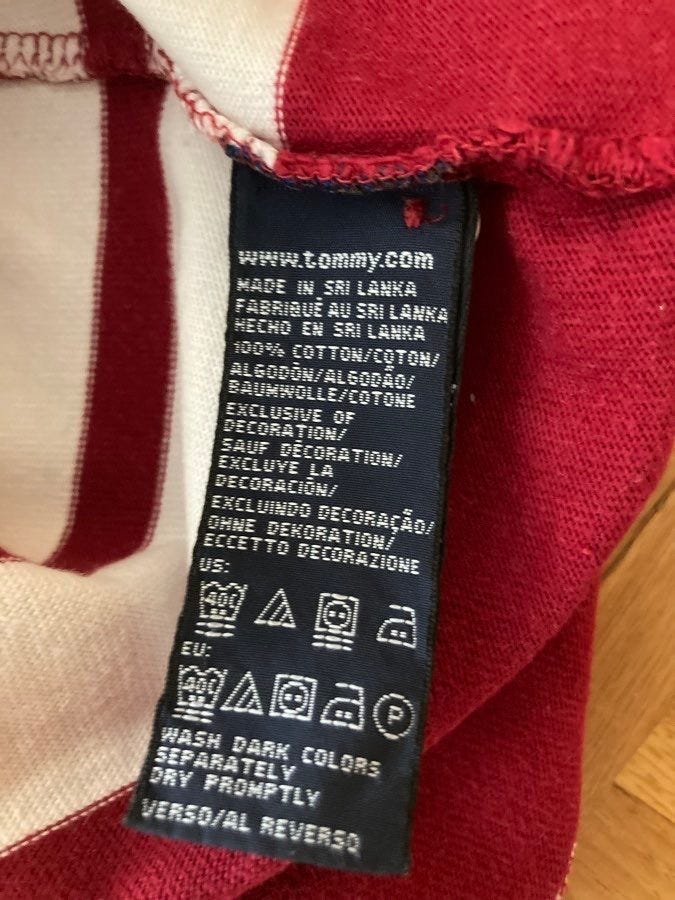 www.tommy.com
MADE IN SRI LANKA
FABRIQUÉ AU SRI LANKA
HECHO EN SRI LANKA
100% COTTON/COTON/
ALGODÓN/ALGODÃO/
BAUMWOLLE/COTONE
EXCLUSIVE OF
DECORATION/
SAUF DÉCORATION/
EXCLUYE LA
DECORACIÓN/
EXCLUINDO DECORAÇÃO/
OHNE DEKORATION/
ECCETTO DECORAZIONE
US:
40C
EU:
40C P
WASH DARK COLORS
SEPARATELY
DRY PROMPTLY
VERSO/AL REVERSO